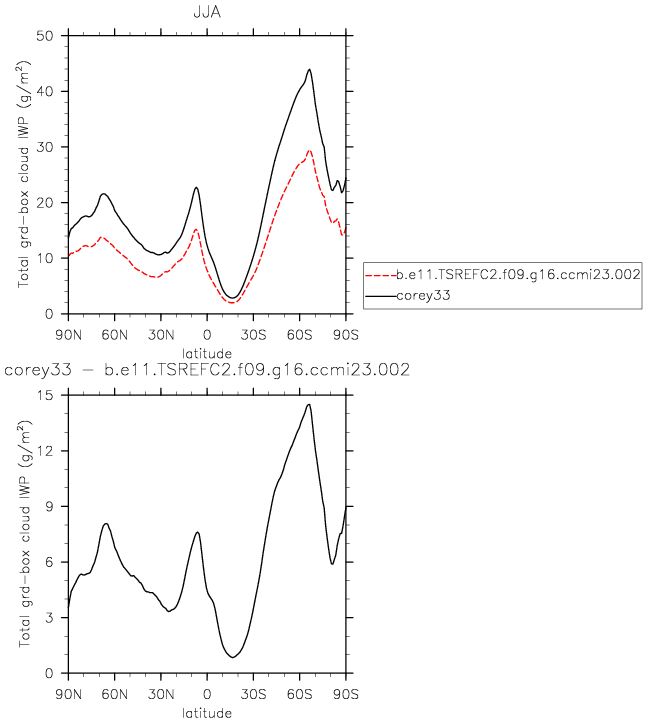 JJA
Total grd-box cloud IWP (g/m²)
50
40
30
20
10
0
90N 60N 30N 0 30S 60S 90S
latitude
b.e11.TSREFC2.f09.g16.ccmi23.002
corey33
corey33 - b.e11.TSREFC2.f09.g16.ccmi23.002
Total grd-box cloud IWP (g/m²)
15
12
9
6
3
0
90N 60N 30N 0 30S 60S 90S
latitude